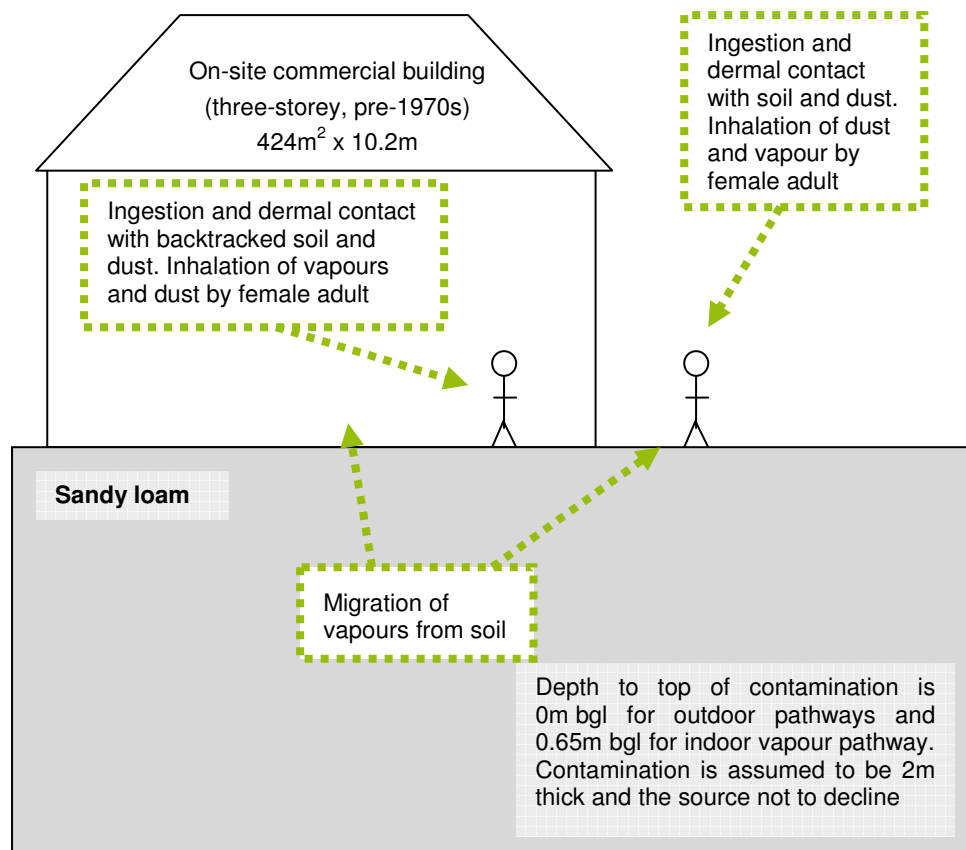 On-site commercial building
(three-storey, pre-1970s)
424m² x 10.2m
Ingestion and
dermal contact
with soil and dust.
Inhalation of dust
and vapour by
female adult
Ingestion and dermal contact
with backtracked soil and
dust. Inhalation of vapours
and dust by female adult
Sandy loam
Migration of
vapours from soil
Depth to top of contamination is
0m bgl for outdoor pathways and
0.65m bgl for indoor vapour pathway.
Contamination is assumed to be 2m
thick and the source not to decline